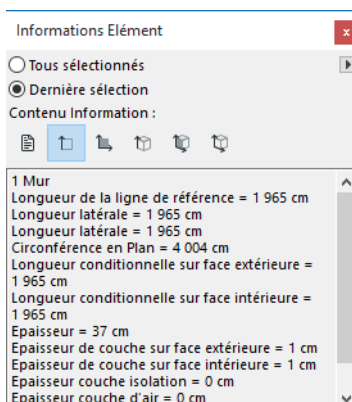 Informations Elément
x
Tous sélectionnés
Dernière sélection
Contenu Information :
1 Mur
Longueur de la ligne de référence = 1 965 cm
Longueur latérale = 1 965 cm
Longueur latérale = 1 965 cm
Circonférence en Plan = 4 004 cm
Longueur conditionnelle sur face extérieure =
1 965 cm
Longueur conditionnelle sur face intérieure =
1 965 cm
Epaisseur = 37 cm
Epaisseur de couche sur face extérieure = 1 cm
Epaisseur de couche sur face intérieure = 1 cm
Epaisseur couche isolation = 0 cm
Epaisseur couche d'air = 0 cm